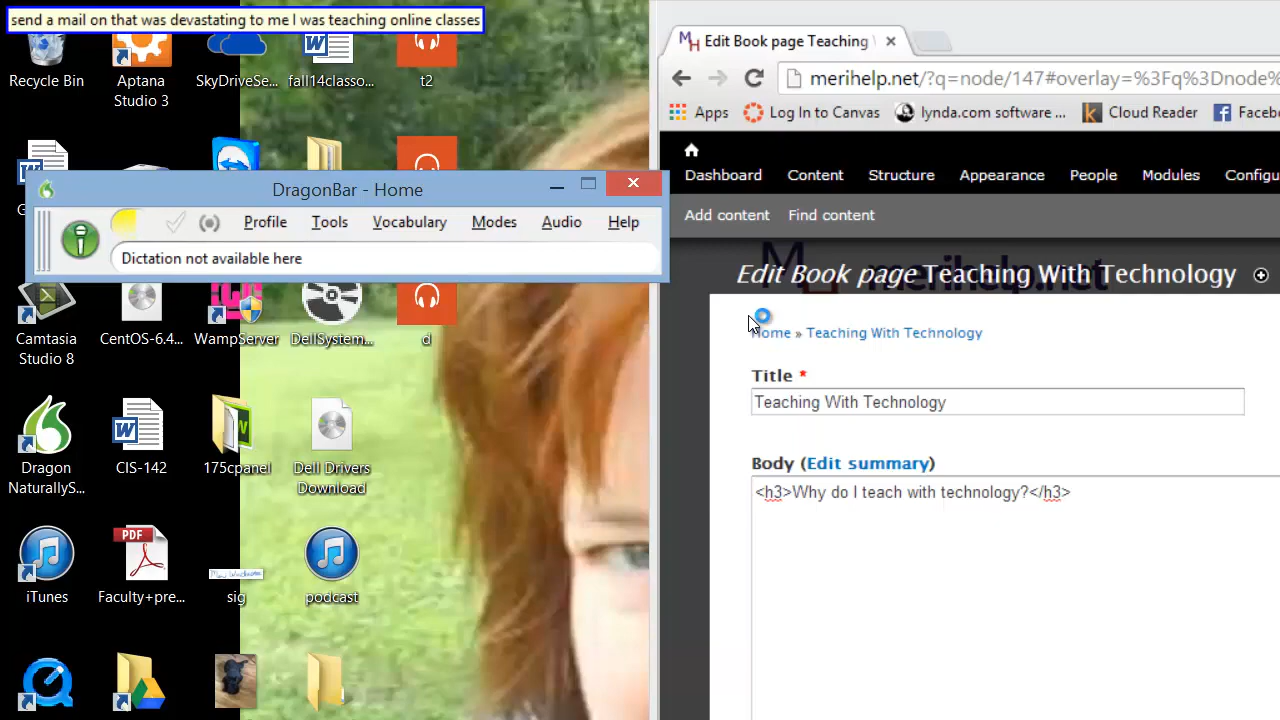 send a mail on that was devastating to me I was teaching online classes
Recycle Bin
Aptana
Studio 3
SkyDriveSe...
fall14classo...
t2
DragonBar - Home
Profile
Tools
Vocabulary
Modes
Audio
Help
Dictation not available here
Camtasia
Studio 8
CentOS-6.4...
WampServer
DellSystem...
d
Dragon
NaturallyS...
CIS-142
175cpanel
Dell Drivers
Download
iTunes
Faculty+pre...
sig
podcast
Edit Book page Teaching W
merihelp.net/?q=node/147#overlay=%3Fq%3Dnode%
Apps
Log In to Canvas
lynda.com software ...
Cloud Reader
Faceb
Dashboard
Content
Structure
Appearance
People
Modules
Configu
Add content
Find content
Edit Book page Teaching With Technology
Home » Teaching With Technology
Title *
Teaching With Technology
Body (Edit summary)
<h3>Why do I teach with technology?</h3>